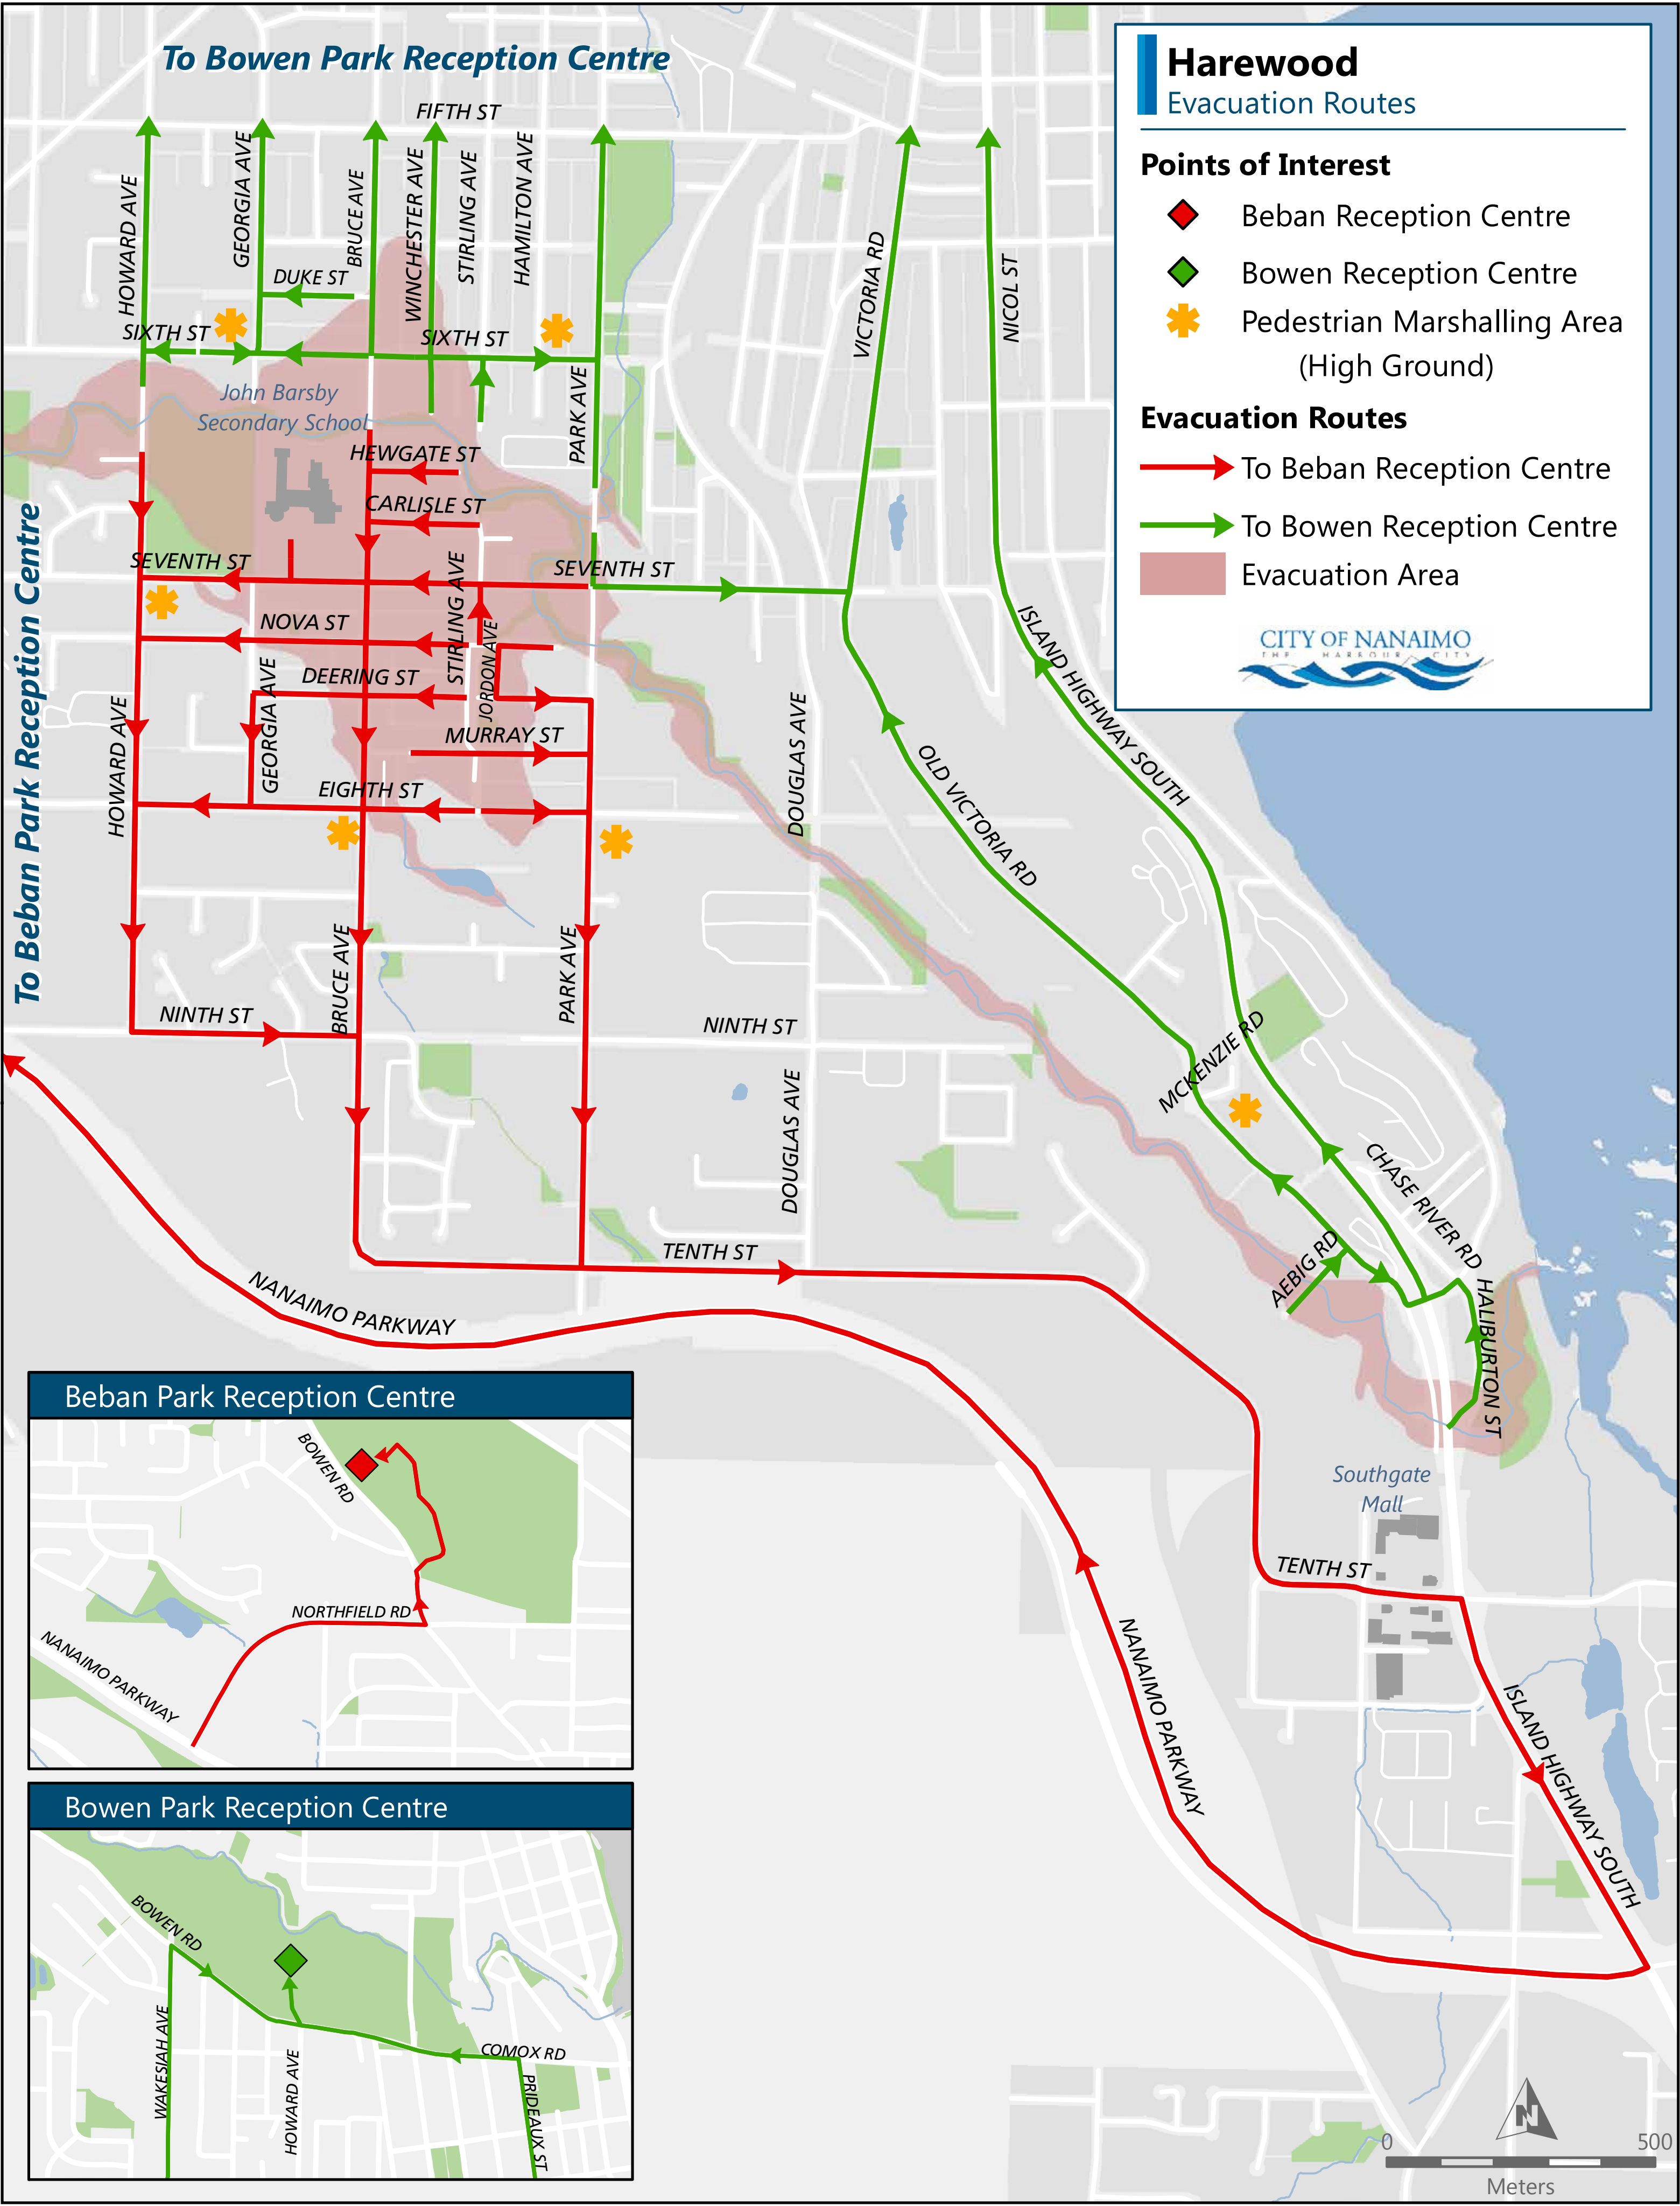 To Bowen Park Reception Centre
Harewood
Evacuation Routes
Points of Interest
Beban Reception Centre
Bowen Reception Centre
Pedestrian Marshalling Area
(High Ground)
Evacuation Routes
To Beban Reception Centre
To Bowen Reception Centre
Evacuation Area
CITY OF NANAIMO
THE HARBOUR CITY
FIFTH ST
HOWARD AVE
GEORGIA AVE
BRUCE AVE
WINCHESTER AVE
STIRLING AVE
HAMILTON AVE
VICTORIA RD
NICOL ST
DUKE ST
SIXTH ST
SIXTH ST
PARK AVE
John Barsby
Secondary School
HEWGATE ST
CARLISLE ST
To Beban Park Reception Centre
SEVENTH ST
SEVENTH ST
STIRLING AVE
NOVA ST
JORDON AVE
DEERING ST
GEORGIA AVE
HOWARD AVE
MURRAY ST
EIGHTH ST
DOUGLAS AVE
ISLAND HIGHWAY SOUTH
OLD VICTORIA RD
BRUCE AVE
PARK AVE
NINTH ST
NINTH ST
MCKENZIE RD
DOUGLAS AVE
CHASE RIVER RD
TENTH ST
AEBIG RD
HALIBURTON ST
NANAIMO PARKWAY
Southgate
Mall
TENTH ST
NANAIMO PARKWAY
ISLAND HIGHWAY SOUTH
Beban Park Reception Centre
BOWEN RD
NORTHFIELD RD
NANAIMO PARKWAY
Bowen Park Reception Centre
BOWEN RD
WAKESIAH AVE
HOWARD AVE
COMOX RD
PRIDEAUX ST
N
0
500
Meters